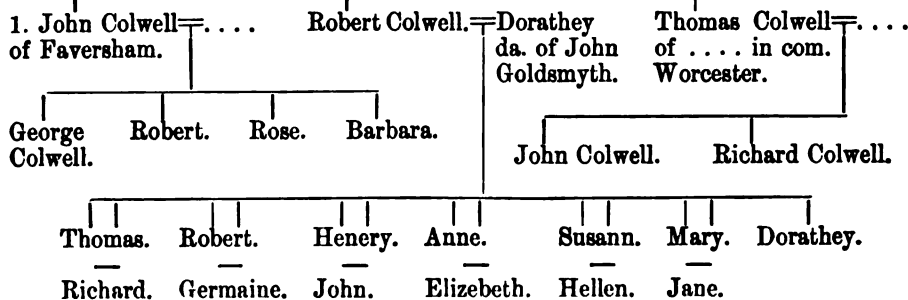 1. John Colwell=.... Robert Colwell.=Dorathey Thomas Colwell=....
of Faversham. da. of John of .... in com.
Goldsmyth. Worcester.
George Robert. Rose. Barbara.
Colwell.
John Colwell. Richard Colwell.
Thomas. Robert. Henery. Anne. Susann. Mary. Dorathey.
Richard. Germaine. John. Elizebeth. Hellen. Jane.